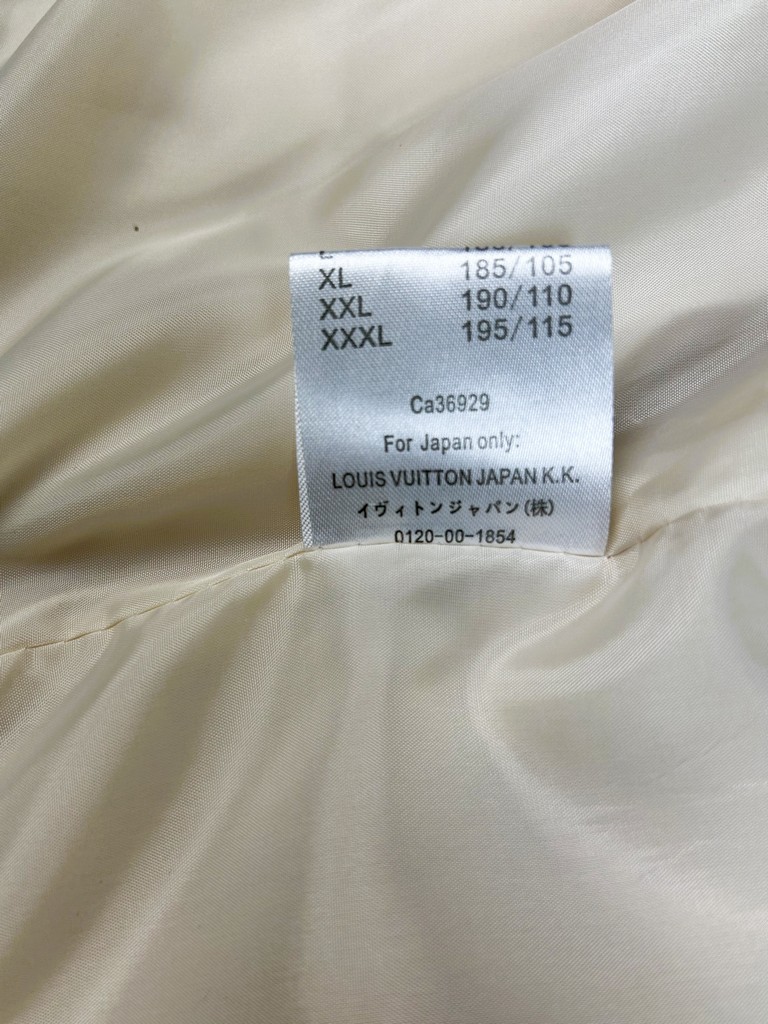 XL 185/105
XXL 190/110
XXXL 195/115
Ca36929
For Japan only:
LOUIS VUITTON JAPAN K.K.
イヴィトンジャパン(株)
0120-00-1854